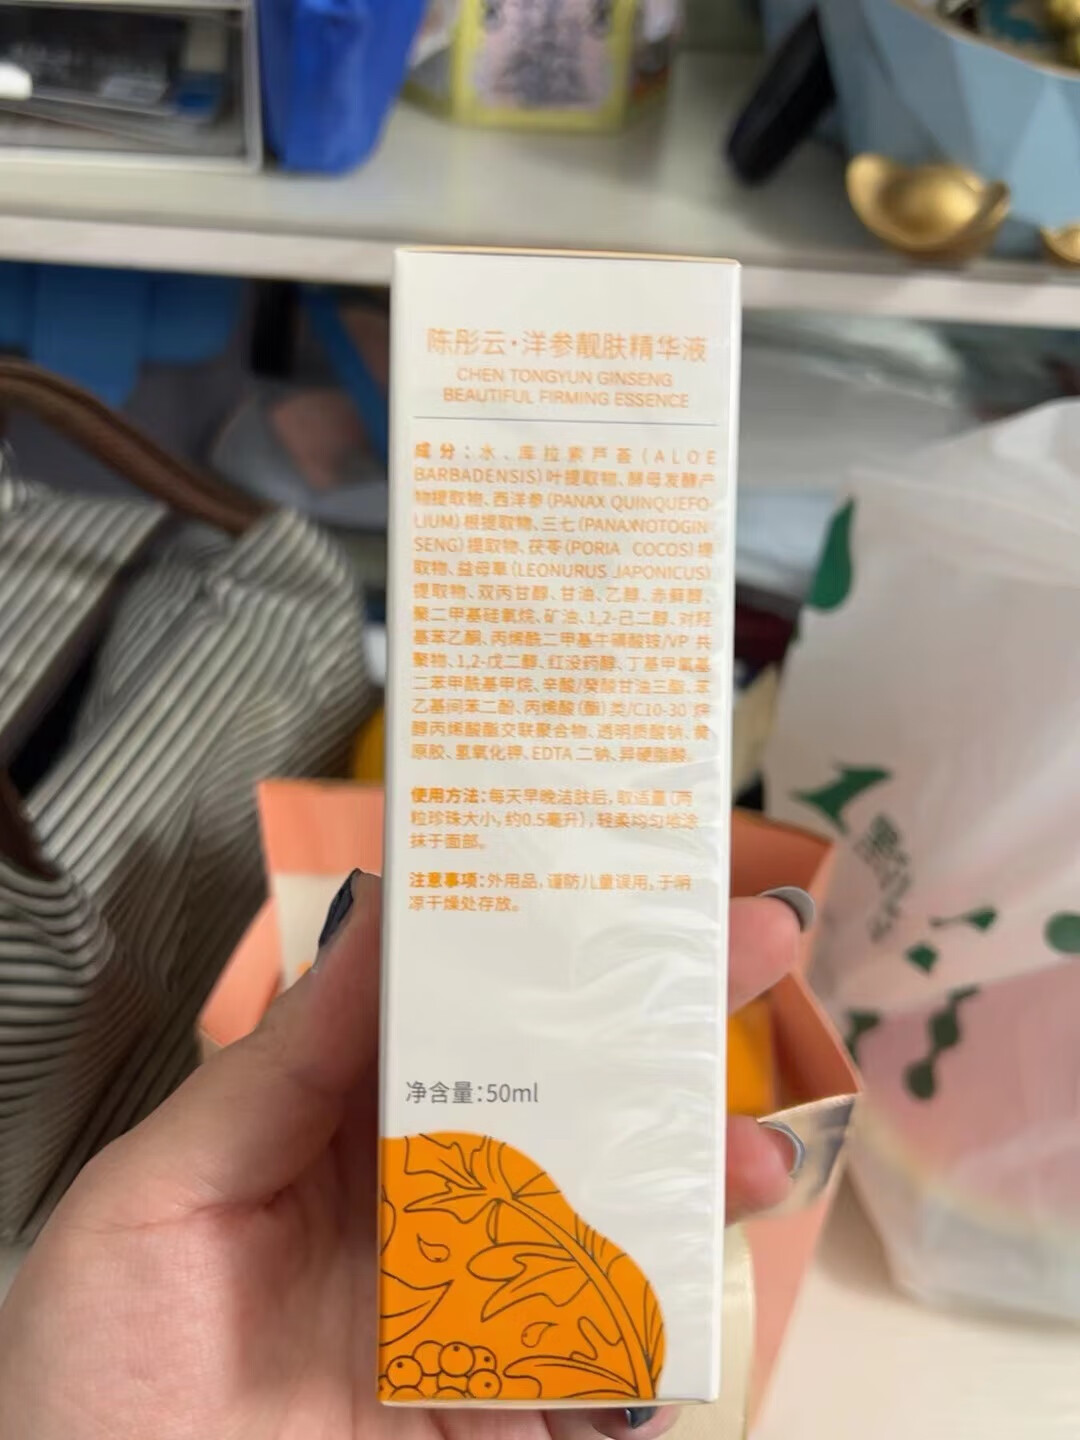 陈彤云·洋参靓肤精华液
CHEN TONGYUN GINSENG
BEAUTIFUL FIRMING ESSENCE
成分：水、库拉索芦荟(ALOE
BARBADENSIS)叶提取物、酵母发酵产
物提取物、西洋参(PANAX QUINQUEFO-
LIUM)根提取物、三七(PANAXNOTOGIN-
SENG)提取物、茯苓(PORIA COCOS)提
取物、益母草(LEONURUS JAPONICUS)
提取物、双丙甘醇、甘油、乙醇、赤藓醇、
聚二甲基硅氧烷、矿油、1,2-己二醇、对羟
基苯乙酮、丙烯酰二甲基牛磺酸铵/VP 共
聚物、1,2-戊二醇、红没药醇、丁基甲氧基
二苯甲酰基甲烷、辛酸/癸酸甘油三酯、苯
乙基间苯二酚、丙烯酸(酯)类/C10-30 烷
醇丙烯酸酯交联聚合物、透明质酸钠、黄
原胶、氢氧化钾、EDTA 二钠、异硬脂酸。
使用方法：每天早晚洁肤后，取适量(两
粒珍珠大小，约0.5毫升)，轻柔均匀地涂
抹于面部。
注意事项：外用品，谨防儿童误用，于阴
凉干燥处存放。
净含量：50ml